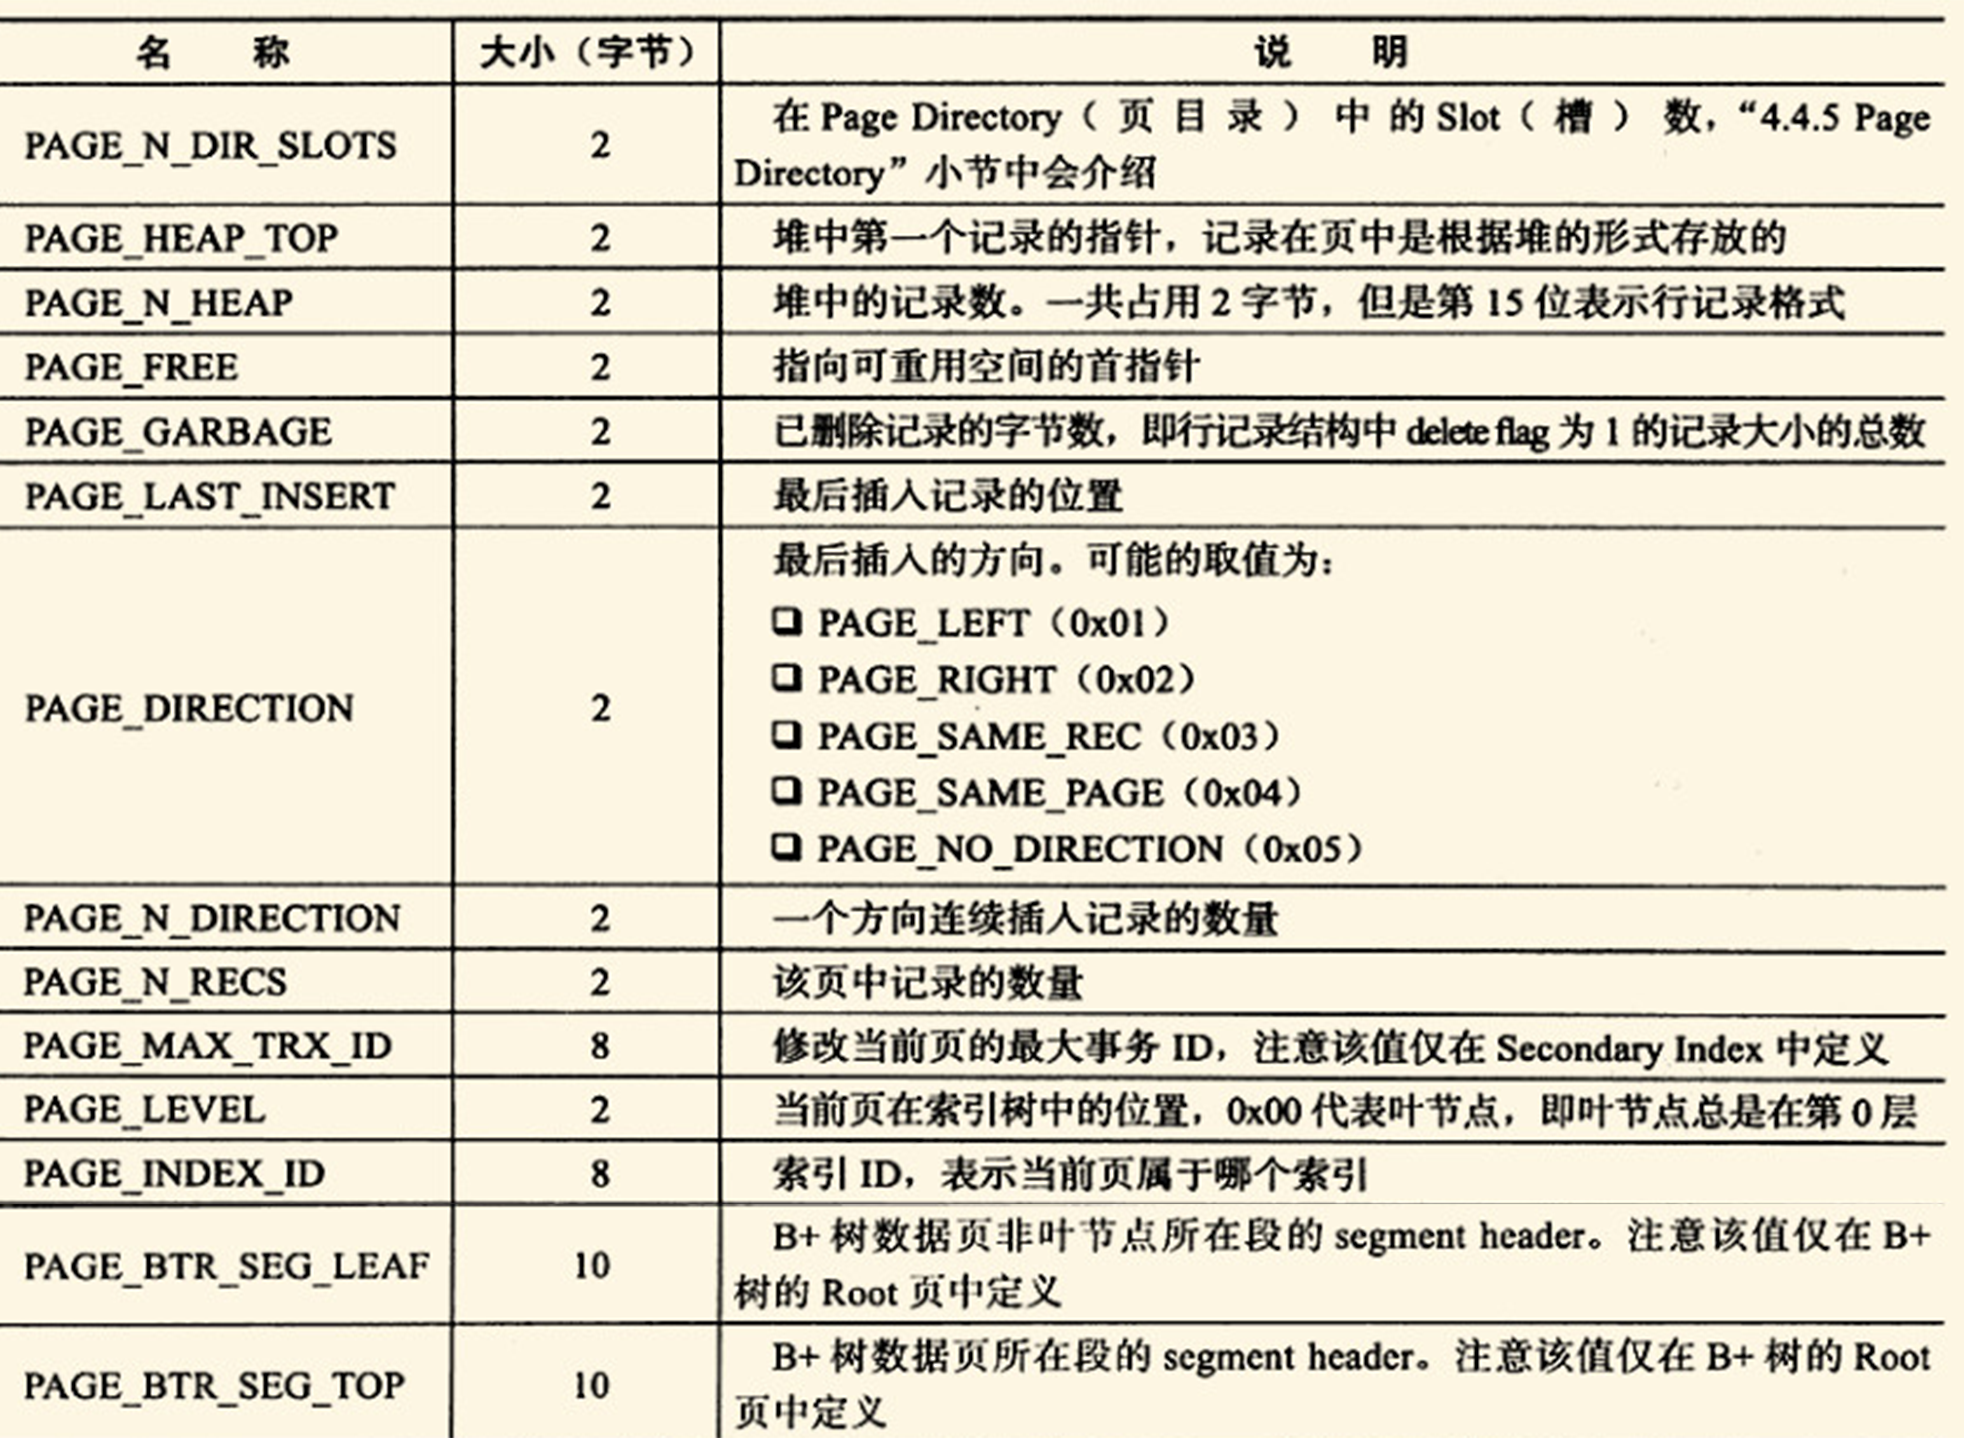 名 称 大小（字节） 说 明
在 Page Directory（页目录）中的 Slot（槽）数，“4.4.5 Page
PAGE_N_DIR_SLOTS 2
Directory”小节中会介绍
PAGE_HEAP_TOP 2 堆中第一个记录的指针，记录在页中是根据堆的形式存放的
PAGE_N_HEAP 2 堆中的记录数。一共占用 2 字节，但是第 15 位表示行记录格式
PAGE_FREE 2 指向可重用空间的首指针
PAGE_GARBAGE 2 已删除记录的字节数，即行记录结构中 delete flag 为 1 的记录大小的总数
PAGE_LAST_INSERT 2 最后插入记录的位置
最后插入的方向。可能的取值为：
❑ PAGE_LEFT（0x01）
❑ PAGE_RIGHT（0x02）
PAGE_DIRECTION 2
❑ PAGE_SAME_REC（0x03）
❑ PAGE_SAME_PAGE（0x04）
❑ PAGE_NO_DIRECTION（0x05）
PAGE_N_DIRECTION 2 一个方向连续插入记录的数量
PAGE_N_RECS 2 该页中记录的数量
PAGE_MAX_TRX_ID 8 修改当前页的最大事务 ID，注意该值仅在 Secondary Index 中定义
PAGE_LEVEL 2 当前页在索引树中的位置，0x00 代表叶节点，即叶节点总是在第 0 层
PAGE_INDEX_ID 8 索引 ID，表示当前页属于哪个索引
B+ 树数据页非叶节点所在段的 segment header。注意该值仅在 B+
PAGE_BTR_SEG_LEAF 10
树的 Root 页中定义
B+ 树数据页所在段的 segment header。注意该值仅在 B+ 树的 Root
PAGE_BTR_SEG_TOP 10
页中定义